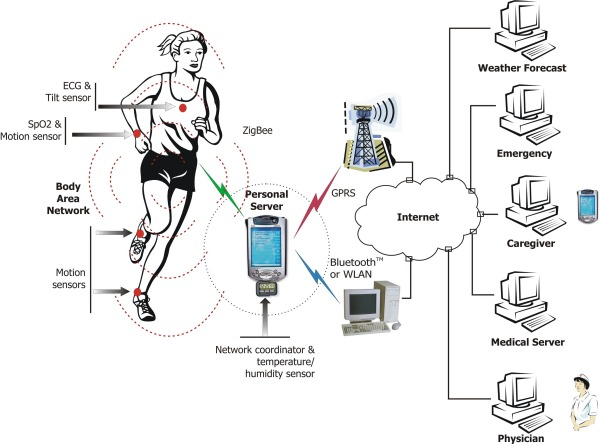 ECG &
Tilt sensor
SpO2 &
Motion sensor
Body
Area
Network
Motion
sensors
ZigBee
Personal
Server
Network coordinator &
temperature/
humidity sensor
GPRS
Bluetooth™
or WLAN
Internet
Weather Forecast
Emergency
Caregiver
Medical Server
Physician